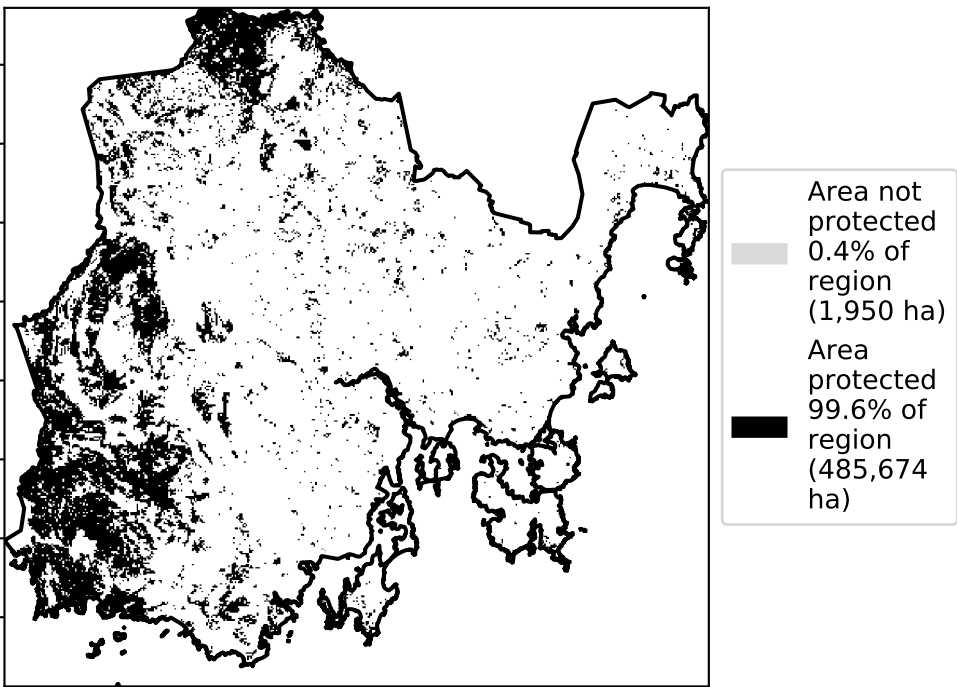 Area not
protected
0.4% of
region
(1,950 ha)
Area
protected
99.6% of
region
(485,674
ha)